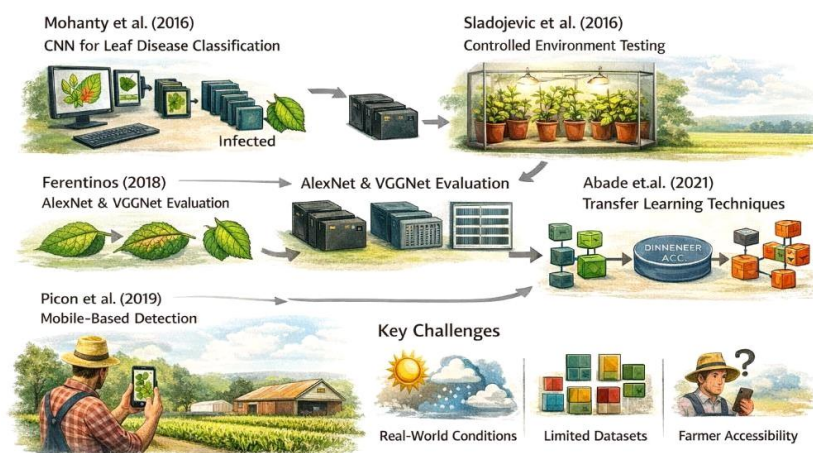 Mohanty et al. (2016)
CNN for Leaf Disease Classification
Infected
Sladojevic et al. (2016)
Controlled Environment Testing
Ferentinos (2018)
AlexNet & VGGNet Evaluation
AlexNet & VGGNet Evaluation
Abade et.al. (2021)
Transfer Learning Techniques
DINNENEER
ACC.
Picon et al. (2019)
Mobile-Based Detection
Key Challenges
Real-World Conditions
Limited Datasets
Farmer Accessibility
?